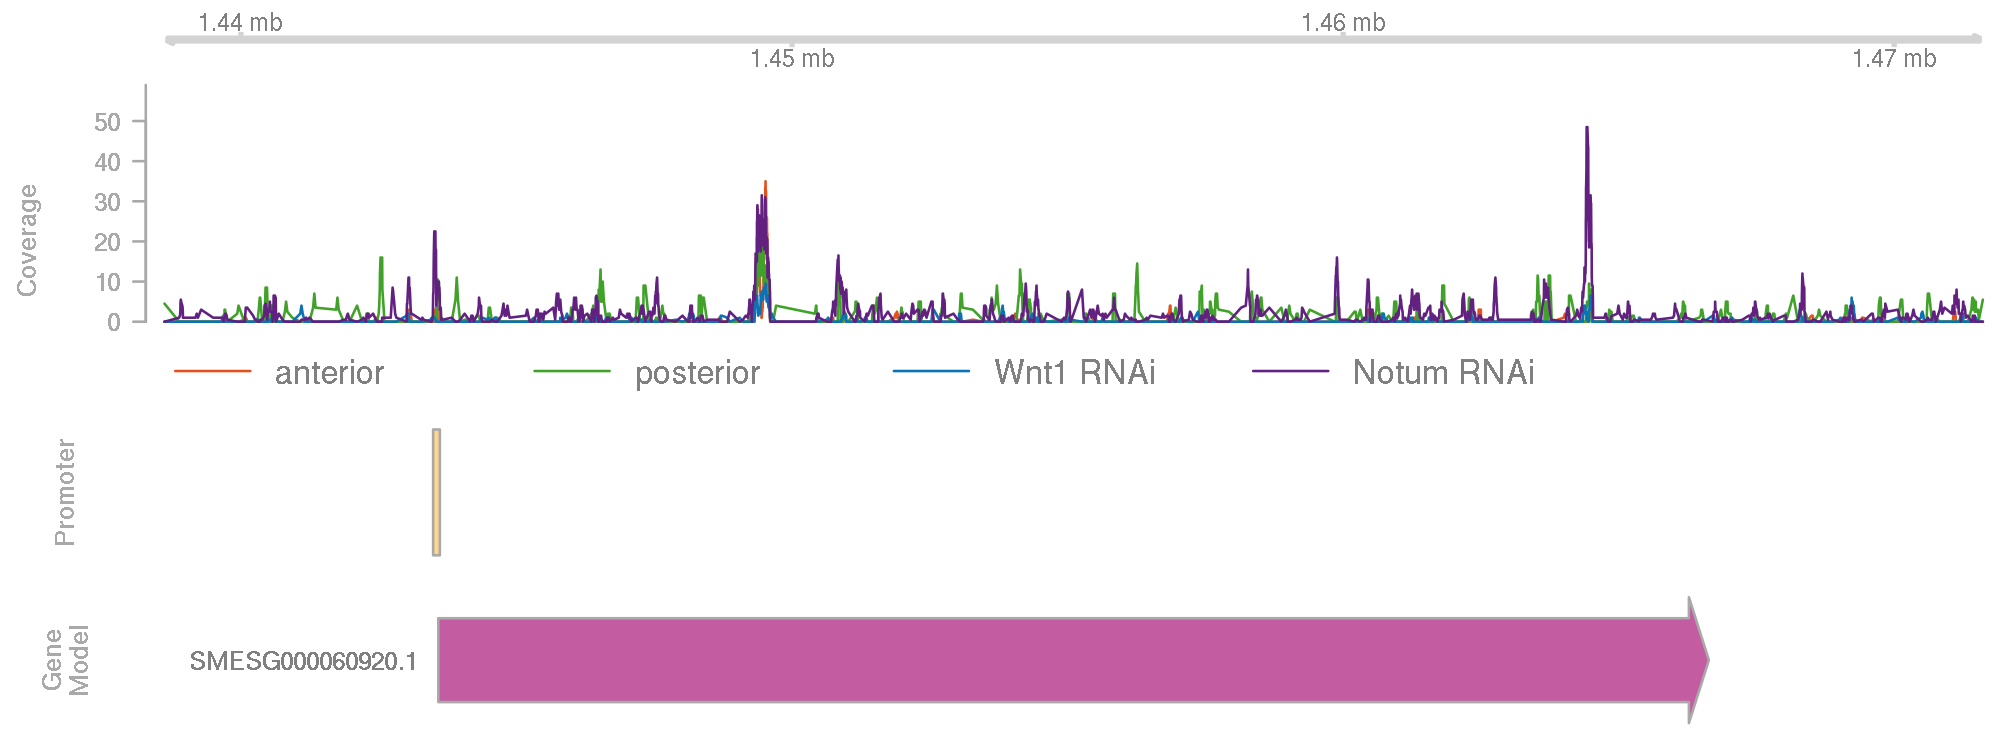 1.44 mb
1.46 mb
1.45 mb
1.47 mb
Coverage
50
40
30
20
10
0
anterior
posterior
Wnt1 RNAi
Notum RNAi
Promoter
Gene
Model
SMESG000060920.1